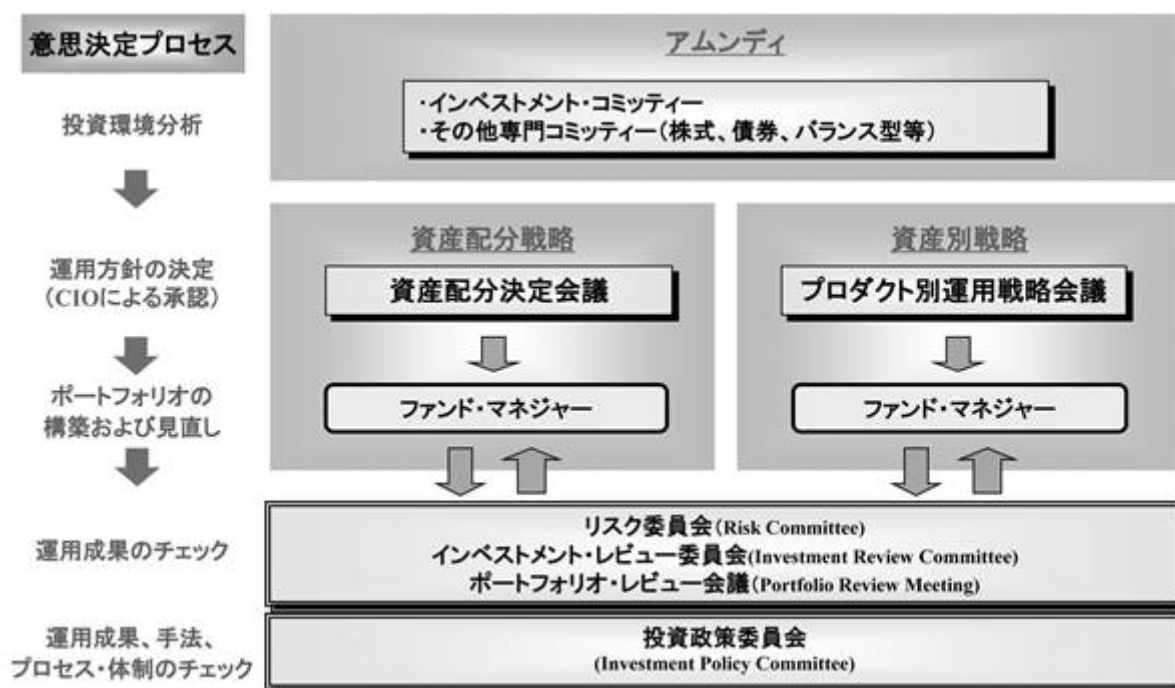 意思決定プロセス
アムンディ
・インベストメント・コミッティー
・その他専門コミッティー(株式、債券、バランス型等)
投資環境分析
資産配分戦略
資産別戦略
運用方針の決定
(CIOによる承認)
資産配分決定会議
プロダクト別運用戦略会議
ポートフォリオの
構築および見直し
ファンド・マネジャー
ファンド・マネジャー
運用成果のチェック
リスク委員会(Risk Committee)
インベストメント・レビュー委員会(Investment Review Committee)
ポートフォリオ・レビュー会議(Portfolio Review Meeting)
運用成果、手法、
プロセス・体制のチェック
投資政策委員会
(Investment Policy Committee)